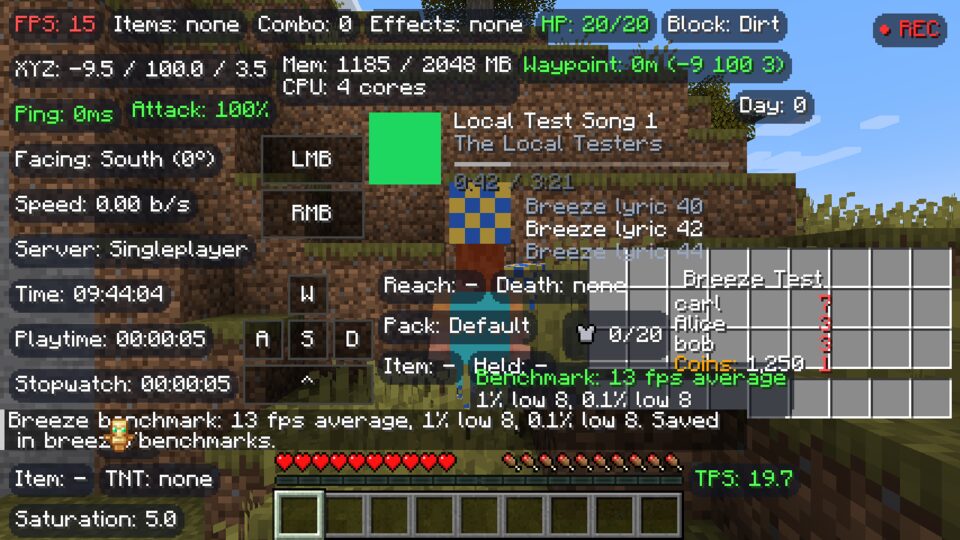 FPS: 15 Items: none Combo: 0 Effects: none HP: 20/20 Block: Dirt
● REC
XYZ: -9.5 / 100.0 / 3.5
Mem: 1185 / 2048 MB Waypoint: 0m (-9 100 3)
CPU: 4 cores
Day: 0
Ping: 0ms Attack: 100%
Local Test Song 1
The Local Testers
0:42 / 3:21
Facing: South (0°)
LMB
Speed: 0.00 b/s
RMB
Breeze lyric 40
Breeze lyric 42
Breeze lyric 44
Server: Singleplayer
Breeze Test
Time: 09:44:04
W
Reach: - Death: none
carl 7
Alice 3
bob 3
Coins: 1,250 1
Pack: Default
0/20
Playtime: 00:00:05
A S D
Item: - Held: -
Stopwatch: 00:00:05
^
Benchmark: 13 fps average
1% low 8, 0.1% low 8
Breeze benchmark: 13 fps average, 1% low 8, 0.1% low 8. Saved
in breeze/benchmarks.
Item: - TNT: none
TPS: 19.7
Saturation: 5.0